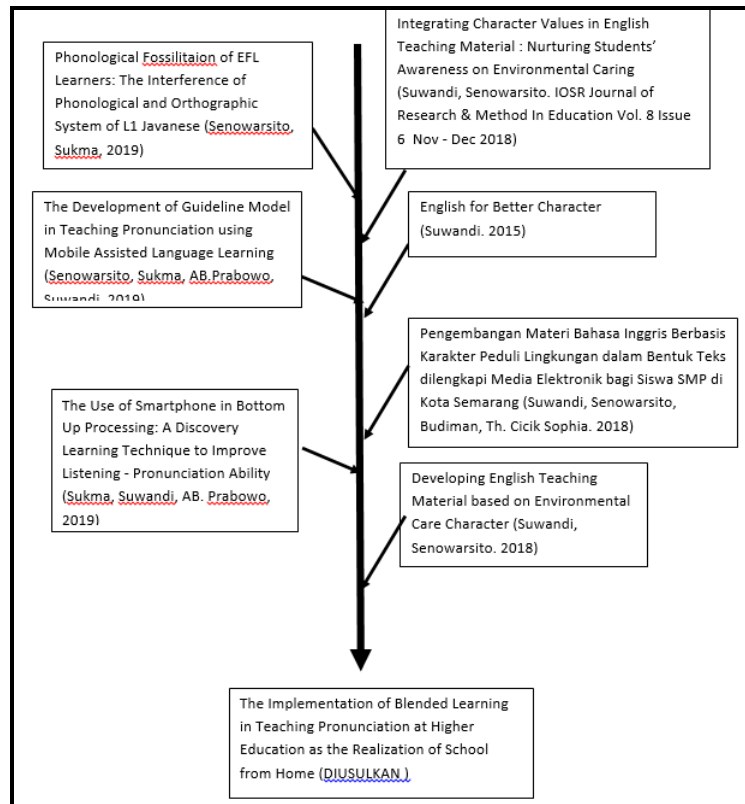 Phonological Fossilitaion of EFL
Learners: The Interference of
Phonological and Orthographic
System of L1 Javanese (Senowarsito,
Sukma, 2019)
Integrating Character Values in English
Teaching Material : Nurturing Students’
Awareness on Environmental Caring
(Suwandi, Senowarsito. IOSR Journal of
Research & Method In Education Vol. 8 Issue
6 Nov - Dec 2018)
The Development of Guideline Model
in Teaching Pronunciation using
Mobile Assisted Language Learning
(Senowarsito, Sukma, AB.Prabowo,
Suwandi, 2019)
English for Better Character
(Suwandi. 2015)
Pengembangan Materi Bahasa Inggris Berbasis
Karakter Peduli Lingkungan dalam Bentuk Teks
dilengkapi Media Elektronik bagi Siswa SMP di
Kota Semarang (Suwandi, Senowarsito,
Budiman, Th. Cicik Sophia. 2018)
The Use of Smartphone in Bottom
Up Processing: A Discovery
Learning Technique to Improve
Listening - Pronunciation Ability
(Sukma, Suwandi, AB. Prabowo,
2019)
Developing English Teaching
Material based on Environmental
Care Character (Suwandi,
Senowarsito. 2018)
The Implementation of Blended Learning
in Teaching Pronunciation at Higher
Education as the Realization of School
from Home (DIUSULKAN )